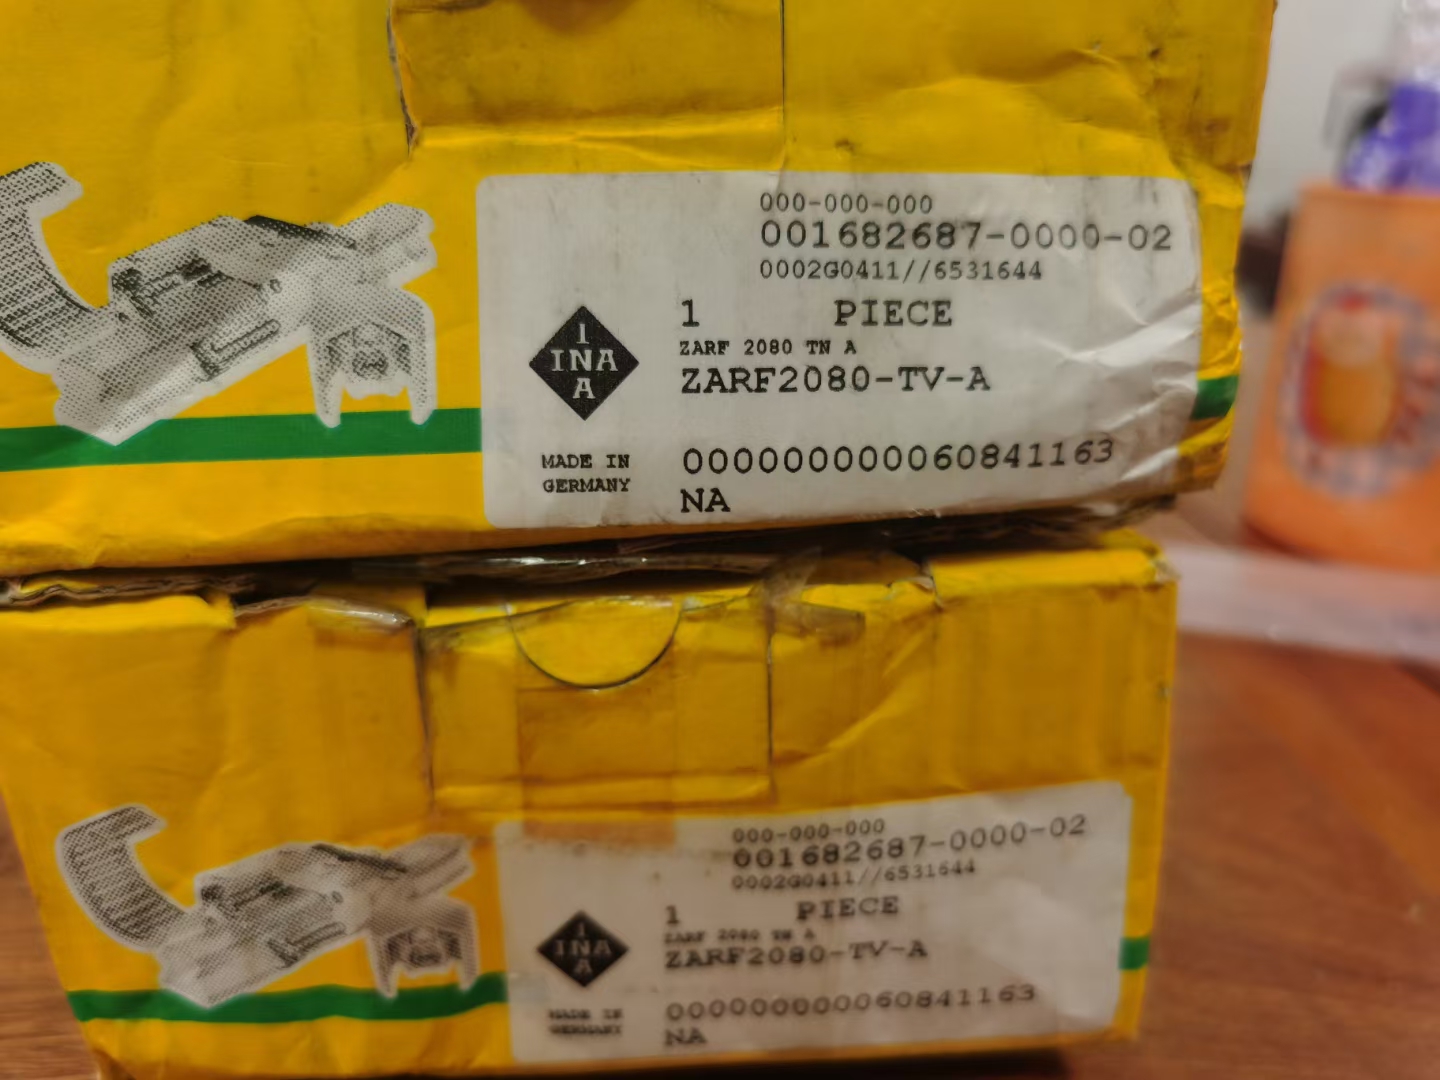 000-000-000
001682687-0000-02
0002G0411//6531644
1 PIECE
ZARF 2080 TN A
ZARF2080-TV-A
I
INA
A
MADE IN
GERMANY
000000000060841163
NA
000-000-000
001682687-0000-02
0002G0411//6531644
1 PIECE
ZARF 2080 TN A
ZARF2080-TV-A
I
INA
A
MADE IN
GERMANY
000000000060841163
NA